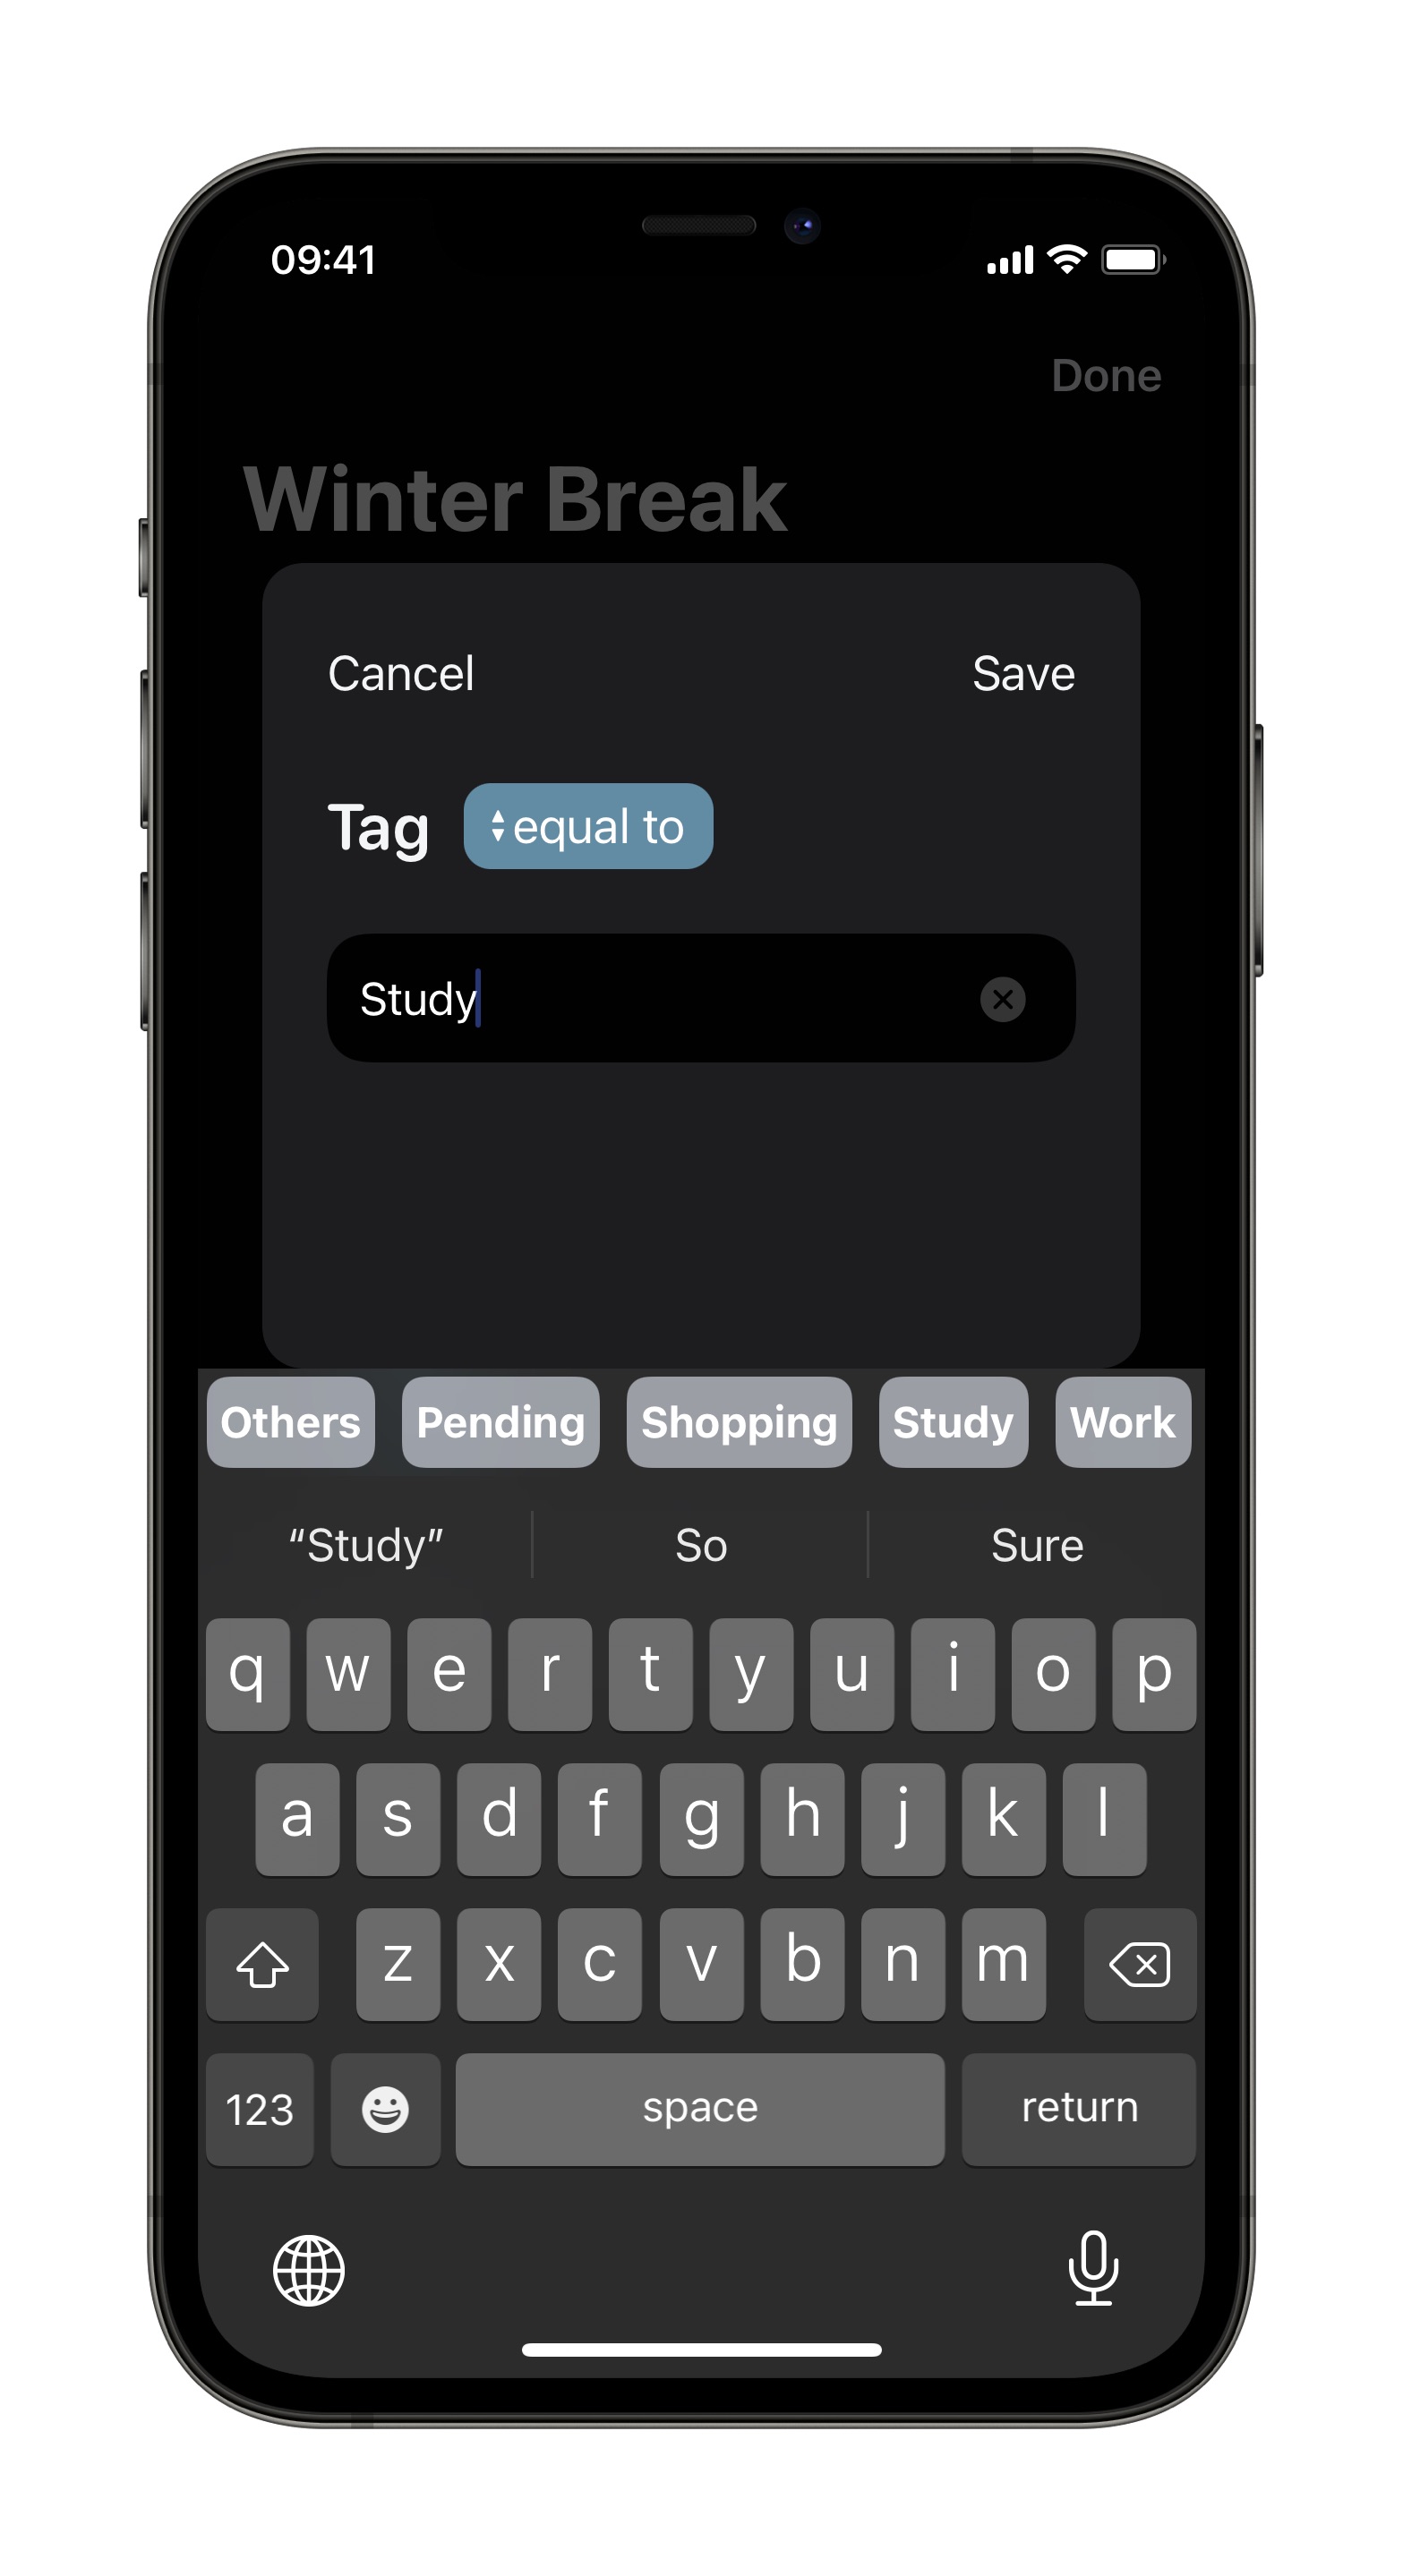 09:41
Done
Winter Break
Cancel Save
Tag equal to
Study
Others Pending Shopping Study Work
“Study” So Sure
q w e r t y u i o p
a s d f g h j k l
z x c v b n m
123 space return